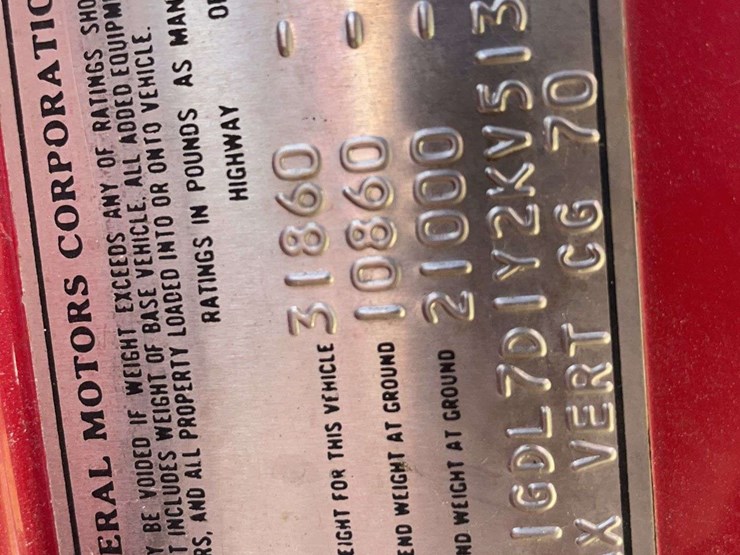 ERAL MOTORS CORPORATIO
Y BE VOIDED IF WEIGHT EXCEEDS ANY OF RATINGS SHO
T INCLUDES WEIGHT OF BASE VEHICLE, ALL ADDED EQUIPM
RS, AND ALL PROPERTY LOADED INTO OR ONTO VEHICLE.
RATINGS IN POUNDS AS MAN
HIGHWAY
EIGHT FOR THIS VEHICLE 31860 -
END WEIGHT AT GROUND 10860 -
ND WEIGHT AT GROUND 21000 -
1GDL7D1Y2KV513
X VERT CG 70